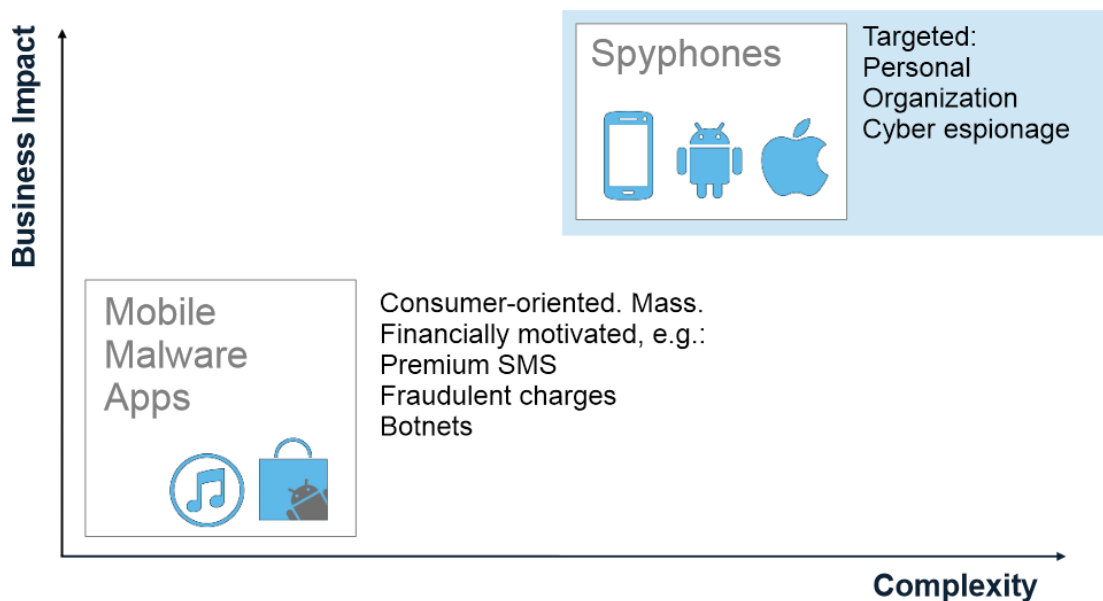 Business Impact
Spyphones
Targeted:
Personal
Organization
Cyber espionage
Mobile
Malware
Apps
Consumer-oriented. Mass.
Financially motivated, e.g.:
Premium SMS
Fraudulent charges
Botnets
Complexity